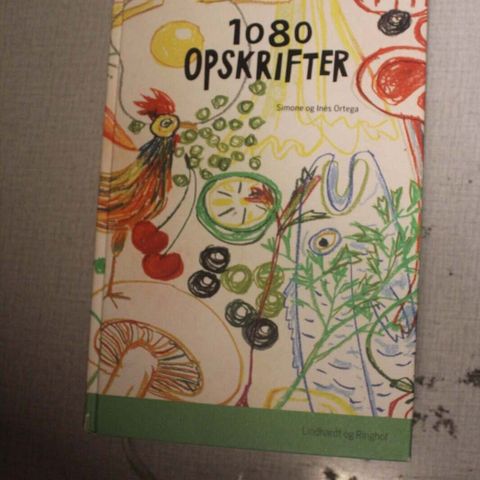 1080
OPSKRIFTER
Simone og Inés Ortega
Lindhardt og Ringhof